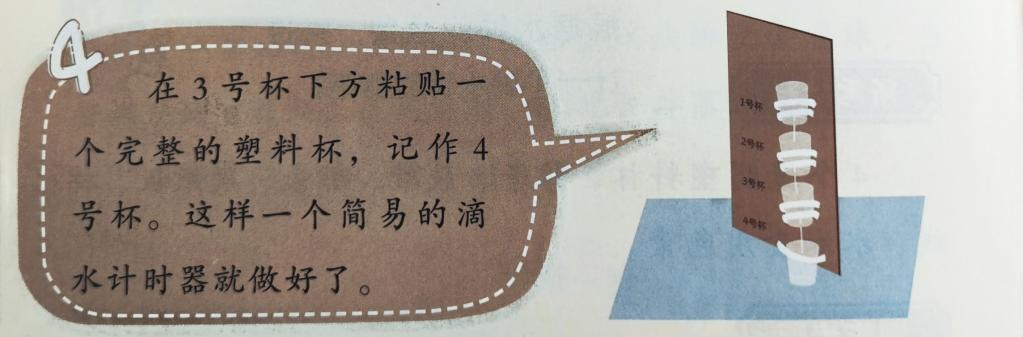 4
在3号杯下方粘贴一
个完整的塑料杯，记作4
号杯。这样一个简易的滴
水计时器就做好了。
1号杯
2号杯
3号杯
4号杯